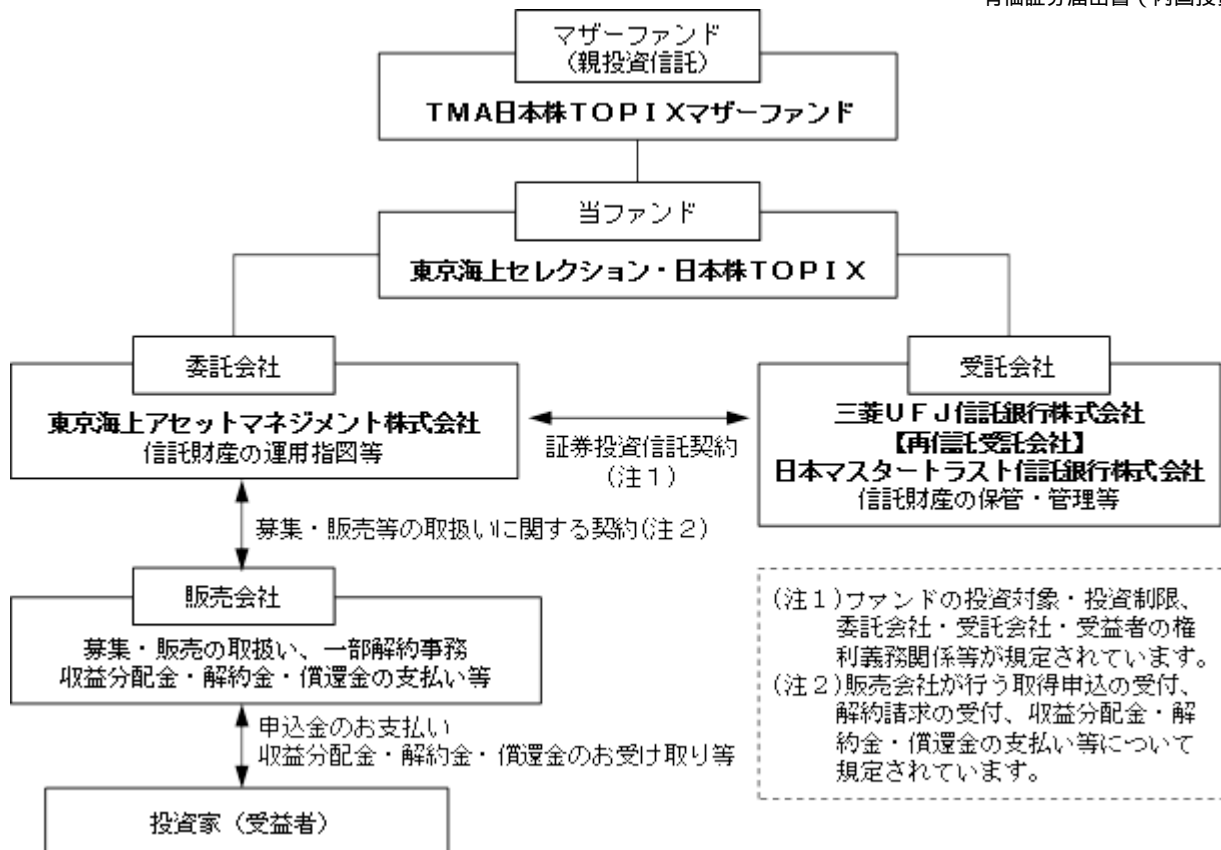 マザーファンド
(親投資信託)
TMA日本株TOPIXマザーファンド
当ファンド
東京海上セレクション・日本株TOPIX
委託会社
東京海上アセットマネジメント株式会社
信託財産の運用指図等
証券投資信託契約
(注1)
受託会社
三菱UFJ信託銀行株式会社
【再信託受託会社】
日本マスタートラスト信託銀行株式会社
信託財産の保管・管理等
募集・販売等の取扱いに関する契約(注2)
販売会社
募集・販売の取扱い、一部解約事務
収益分配金・解約金・償還金の支払い等
申込金のお支払い
収益分配金・解約金・償還金のお受け取り等
投資家(受益者)
(注1)ファンドの投資対象・投資制限、
委託会社・受託会社・受益者の権
利義務関係等が規定されています。
(注2)販売会社が行う取得申込の受付、
解約請求の受付、収益分配金・解
約金・償還金の支払い等について
規定されています。